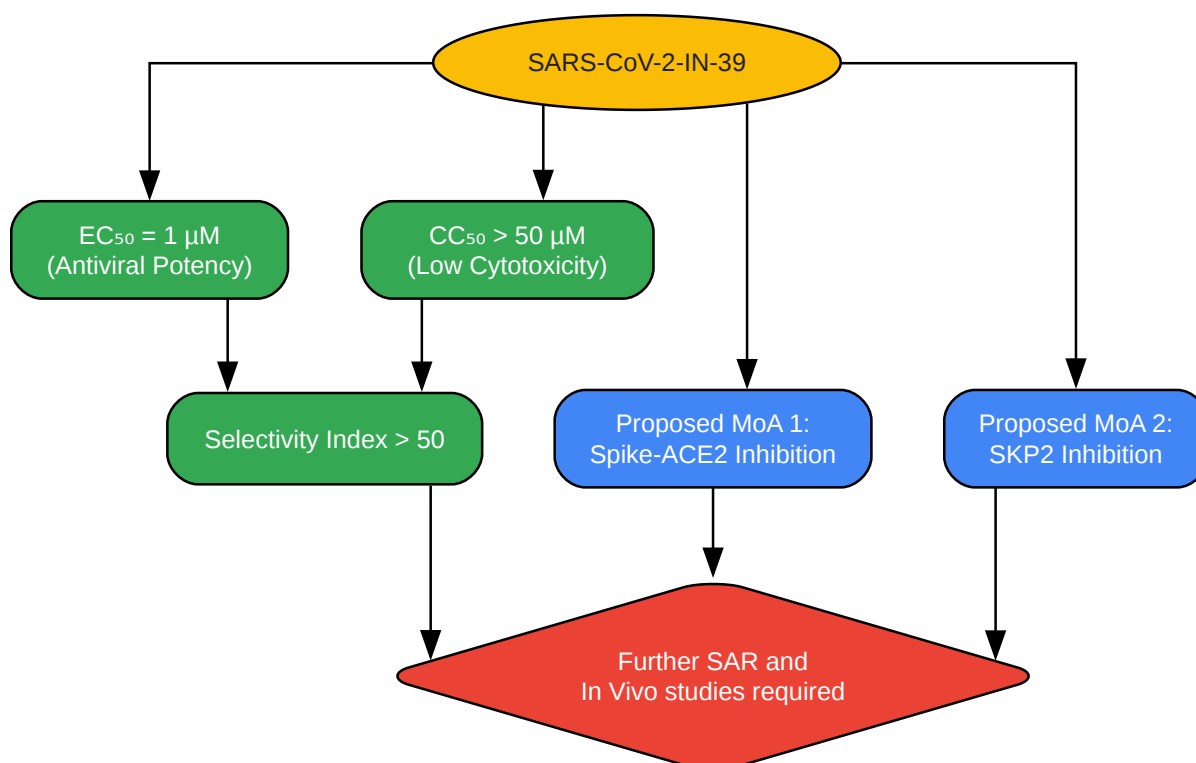 SARS-CoV-2-IN-39
EC₅₀ = 1 µM
(Antiviral Potency)
CC₅₀ > 50 µM
(Low Cytotoxicity)
Selectivity Index > 50
Proposed MoA 1:
Spike-ACE2 Inhibition
Proposed MoA 2:
SKP2 Inhibition
Further SAR and
In Vivo studies required